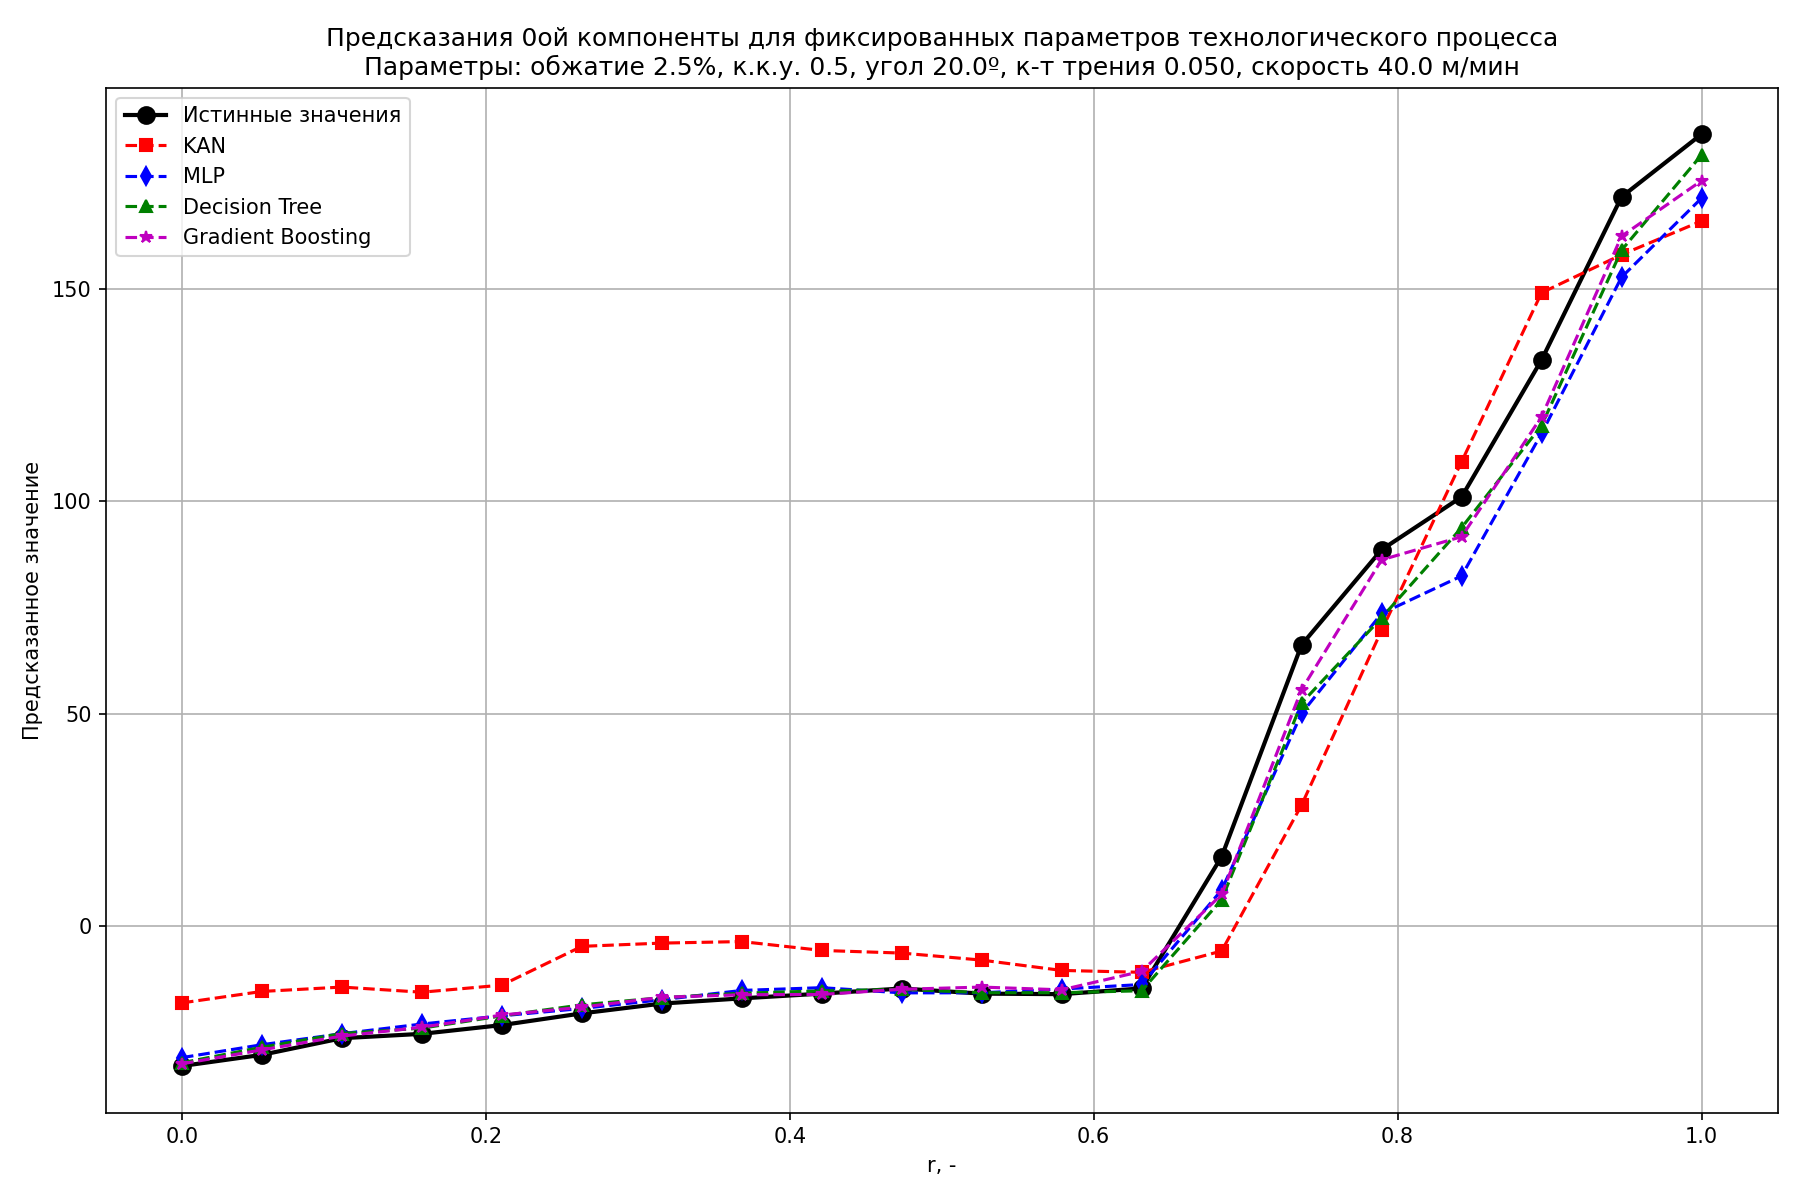 Предсказания 0ой компоненты для фиксированных параметров технологического процесса
Параметры: обжатие 2.5%, к.к.у. 0.5, угол 20.0º, к-т трения 0.050, скорость 40.0 м/мин
Истинные значения
KAN
MLP
Decision Tree
Gradient Boosting
Предсказанное значение
150
100
50
0
0.0
0.2
0.4
0.6
0.8
1.0
r, -